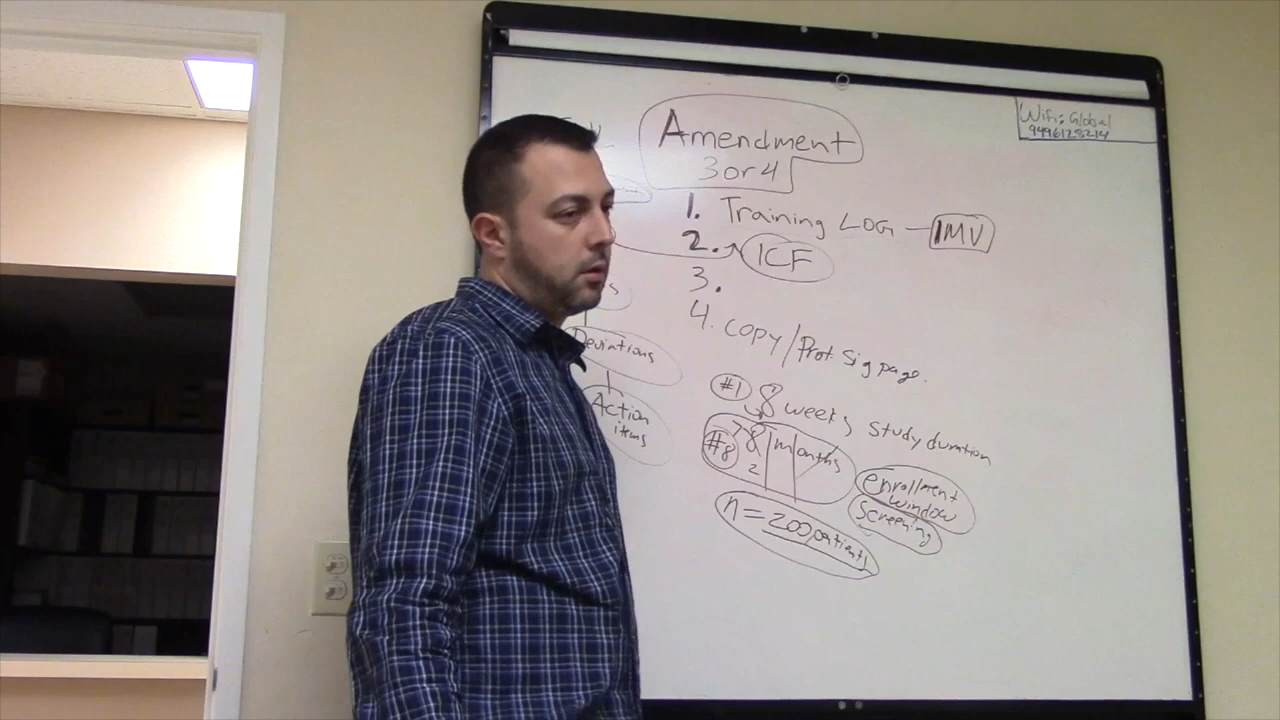 Wifi: Global
9496128214
Amendment
3 or 4
1. Training LOG - IMV
2. ICF
3.
4. copy/Prot. Sig page.
Deviations
Action
items
#1 8 weeks study duration
#8 8 months
2
enrollment
window
screening
n=200 patients